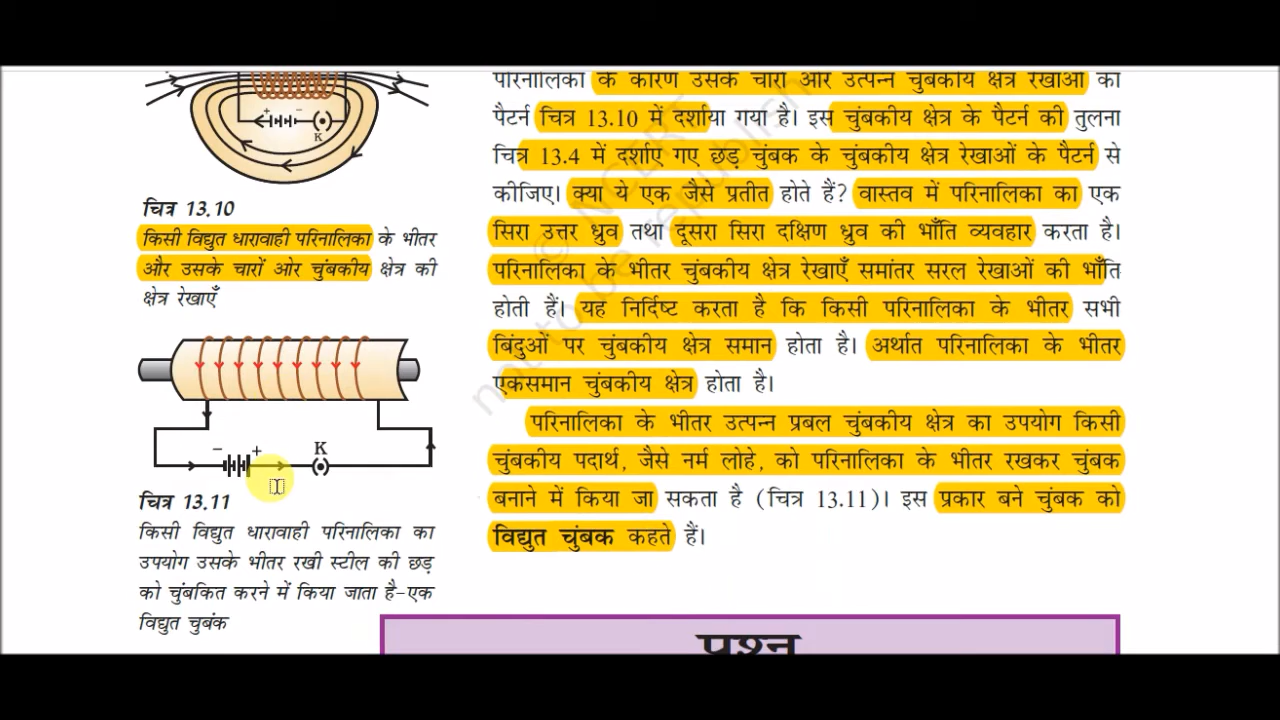 + -
K
चित्र 13.10
किसी विद्युत धारावाही परिनालिका के भीतर
और उसके चारों ओर चुंबकीय क्षेत्र की
क्षेत्र रेखाएँ
- + K
चित्र 13.11
किसी विद्युत धारावाही परिनालिका का
उपयोग उसके भीतर रखी स्टील की छड़
को चुंबकित करने में किया जाता है-एक
विद्युत चुबंक
परिनालिका के कारण उसके चारों ओर उत्पन्न चुंबकीय क्षेत्र रेखाओं का
पैटर्न चित्र 13.10 में दर्शाया गया है। इस चुंबकीय क्षेत्र के पैटर्न की तुलना
चित्र 13.4 में दर्शाए गए छड़ चुंबक के चुंबकीय क्षेत्र रेखाओं के पैटर्न से
कीजिए। क्या ये एक जैसे प्रतीत होते हैं? वास्तव में परिनालिका का एक
सिरा उत्तर ध्रुव तथा दूसरा सिरा दक्षिण ध्रुव की भाँति व्यवहार करता है।
परिनालिका के भीतर चुंबकीय क्षेत्र रेखाएँ समांतर सरल रेखाओं की भाँति
होती हैं। यह निर्दिष्ट करता है कि किसी परिनालिका के भीतर सभी
बिंदुओं पर चुंबकीय क्षेत्र समान होता है। अर्थात परिनालिका के भीतर
एकसमान चुंबकीय क्षेत्र होता है।
परिनालिका के भीतर उत्पन्न प्रबल चुंबकीय क्षेत्र का उपयोग किसी
चुंबकीय पदार्थ, जैसे नर्म लोहे, को परिनालिका के भीतर रखकर चुंबक
बनाने में किया जा सकता है (चित्र 13.11)। इस प्रकार बने चुंबक को
विद्युत चुंबक कहते हैं।
प्रश्न
© NCERT
not to be republish